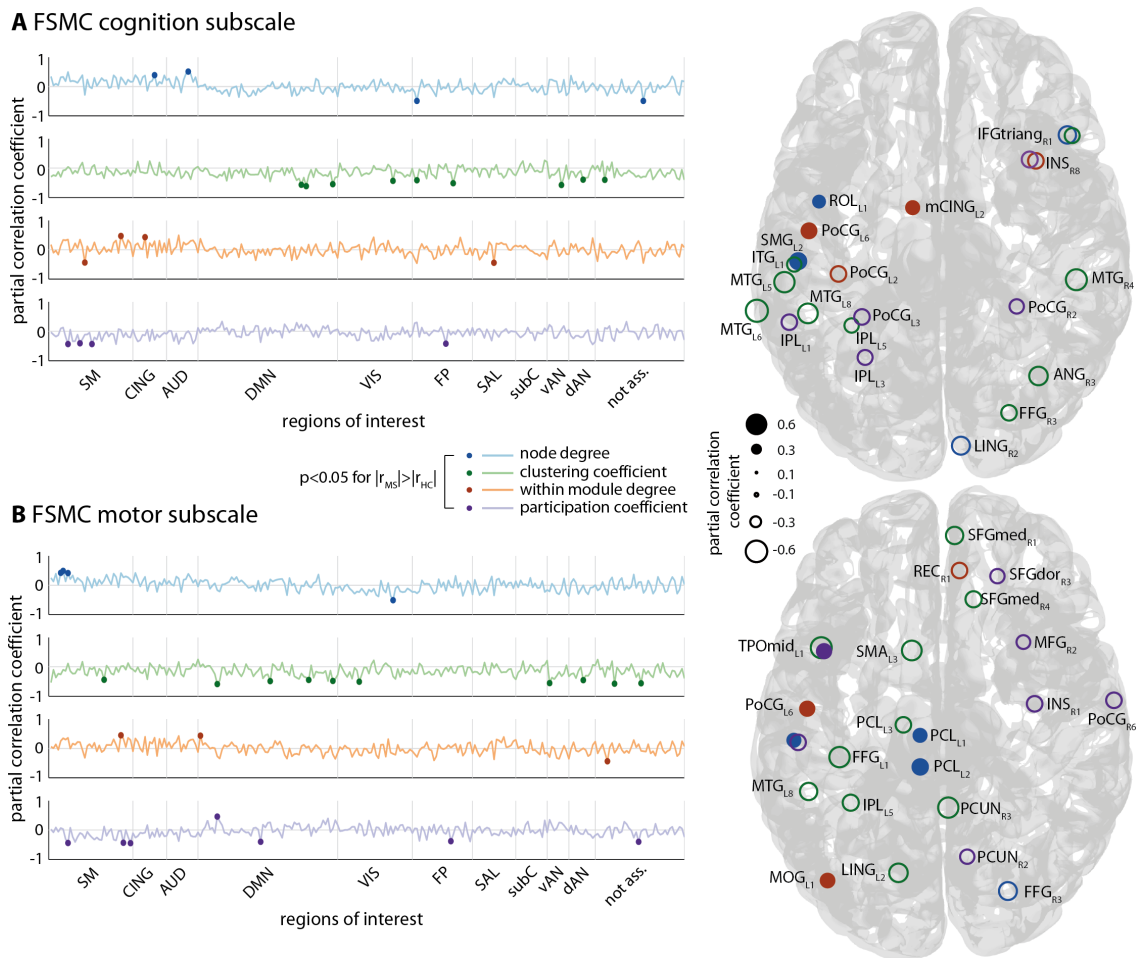 A FSMC cognition subscale
partial correlation coefficient
1
0
-1
1
0
-1
1
0
-1
1
0
-1
SM
CING
AUD
DMN
VIS
FP
SAL
subC
vAN
dAN
not ass.
regions of interest
p<0.05 for |rMS|>|rHC|
node degree
clustering coefficient
within module degree
participation coefficient
B FSMC motor subscale
partial correlation coefficient
1
0
-1
1
0
-1
1
0
-1
1
0
-1
SM
CING
AUD
DMN
VIS
FP
SAL
subC
vAN
dAN
not ass.
regions of interest
IFGtriangR1
INSR8
ROLL1
mCINGL2
PoCGL6
SMGL2
ITGL1
PoCGL2
MTGL5
MTGR4
MTGL8
PoCGL3
PoCGR2
MTGL6
IPLL1
IPLL5
IPLL3
ANGR3
FFGR3
LINGR2
partial correlation
coefficient
0.6
0.3
0.1
-0.1
-0.3
-0.6
SFGmedR1
RECR1
SFGdorR3
SFGmedR4
TPOmidL1
SMAL3
MFGR2
PoCGL6
INSR1
PoCGR6
PCLL3
PCLL1
FFGL1
PCLL2
MTGL8
IPLL5
PCUNR3
PCUNR2
LINGL2
MOGL1
FFGR3